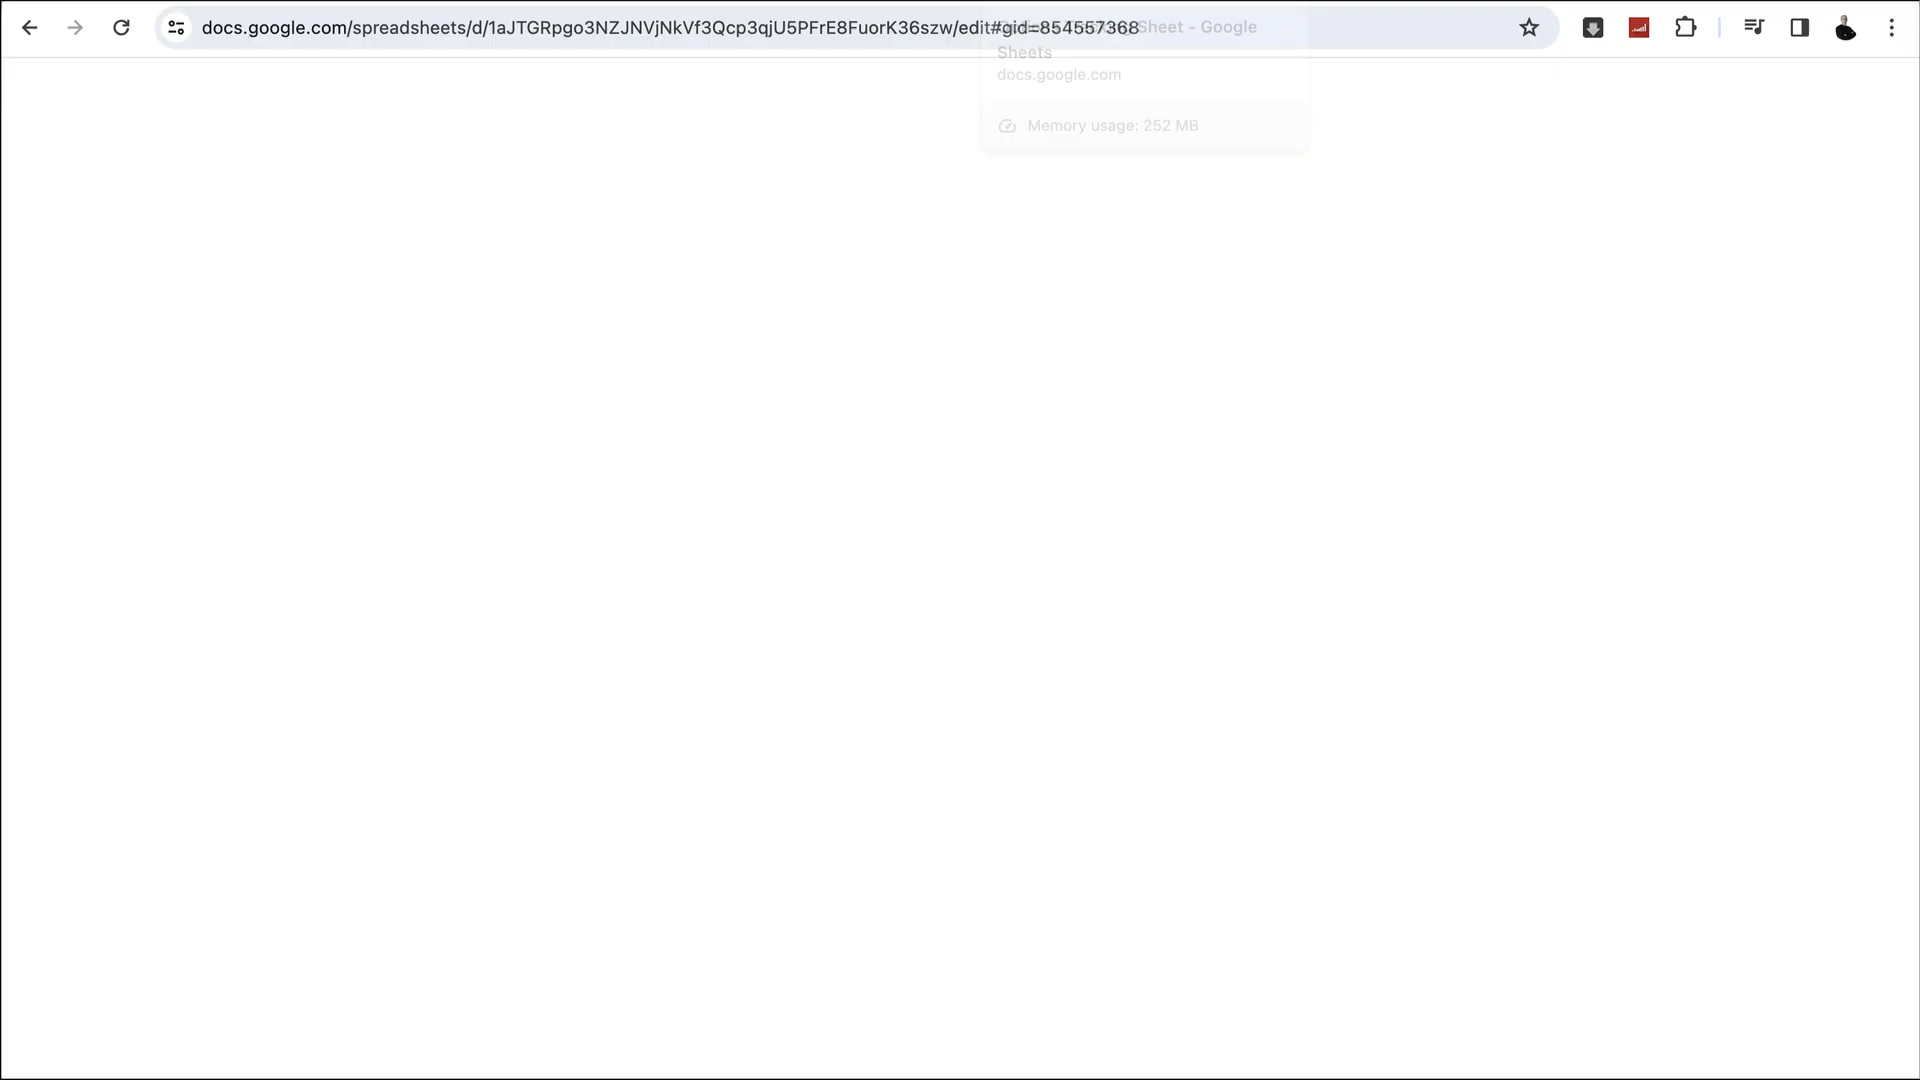 docs.google.com/spreadsheets/d/1aJTGRpgo3NZJNVjNkVf3Qcp3qjU5PFrE8FuorK36szw/edit#gid=854557368
Sheet - Google
Sheets
docs.google.com
Memory usage: 252 MB